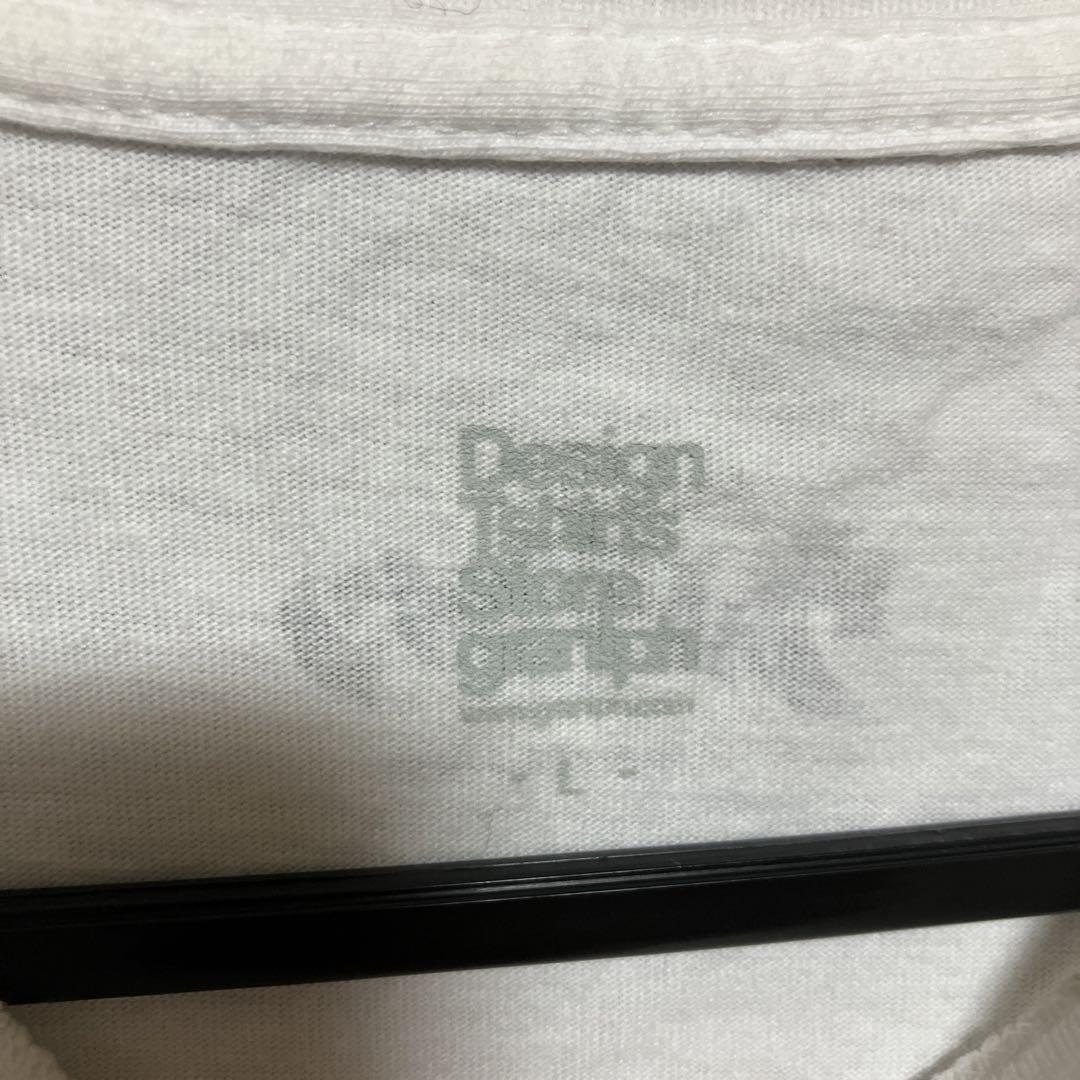 Design
Tshirts
Store
graniph
- L -